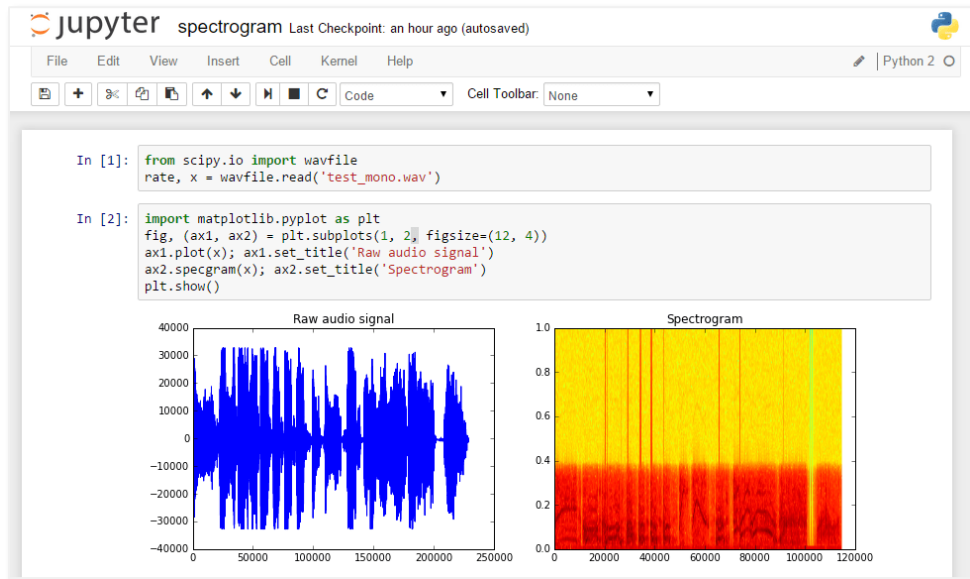 jupyter spectrogram Last Checkpoint: an hour ago (autosaved)
File Edit View Insert Cell Kernel Help Python 2
Code Cell Toolbar: None
In [1]: from scipy.io import wavfile
rate, x = wavfile.read('test_mono.wav')
In [2]: import matplotlib.pyplot as plt
fig, (ax1, ax2) = plt.subplots(1, 2, figsize=(12, 4))
ax1.plot(x); ax1.set_title('Raw audio signal')
ax2.specgram(x); ax2.set_title('Spectrogram')
plt.show()
Raw audio signal
40000
30000
20000
10000
0
−10000
−20000
−30000
−40000
0 50000 100000 150000 200000 250000
Spectrogram
1.0
0.8
0.6
0.4
0.2
0.0
0 20000 40000 60000 80000 100000 120000